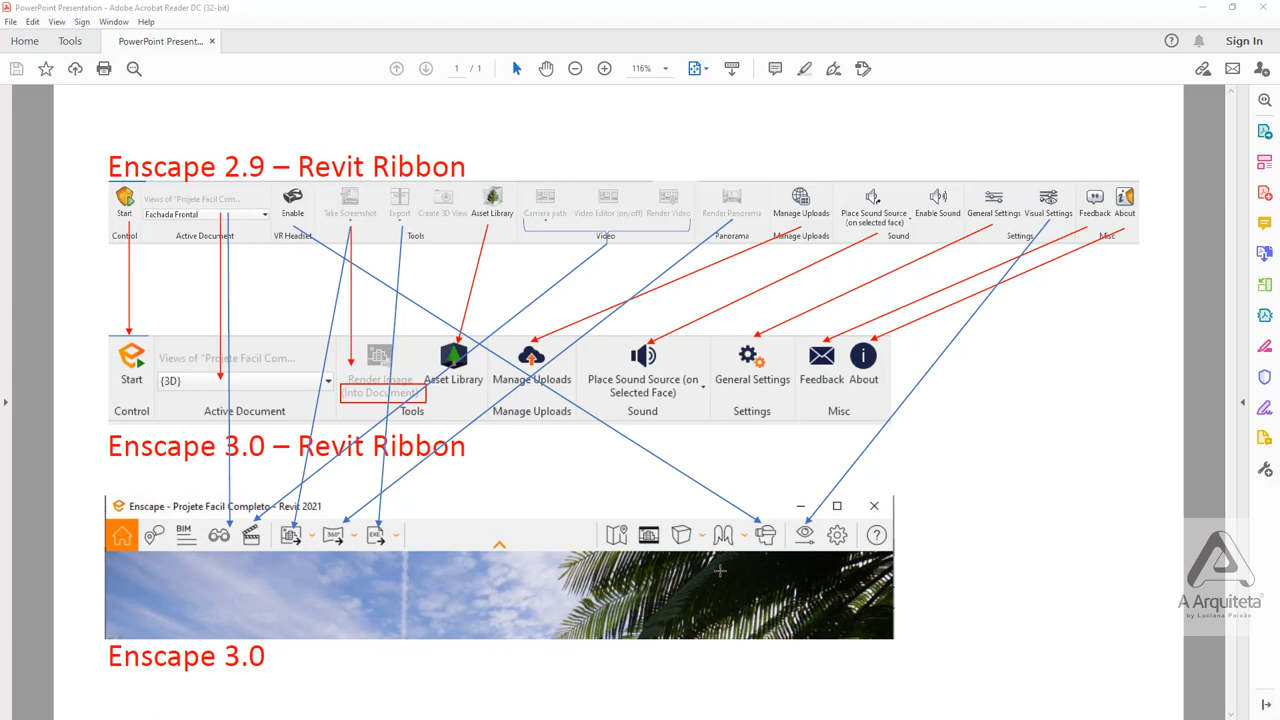 PowerPoint Presentation - Adobe Acrobat Reader DC (32-bit)
File Edit View Sign Window Help
Home Tools PowerPoint Present... × Sign In
1 / 1 116%
Enscape 2.9 – Revit Ribbon
Views of "Projete Facil Com...
Fachada Frontal
Start Enable Take Screenshot Export Create 3D View Asset Library Camera path Video Editor (on/off) Render Video Render Panorama Manage Uploads Place Sound Source Enable Sound General Settings Visual Settings Feedback About
(on selected face)
Control Active Document VR Headset Tools Video Panorama Manage Uploads Sound Settings Misc
Views of "Projete Facil Com...
{3D}
Start Render Image Asset Library Manage Uploads Place Sound Source (on General Settings Feedback About
(Into Document) Selected Face)
Control Active Document Tools Manage Uploads Sound Settings Misc
Enscape 3.0 – Revit Ribbon
Enscape - Projete Facil Completo - Revit 2021
BIM 360° EXE
Enscape 3.0
A Arquiteta
by Luciana Paixão